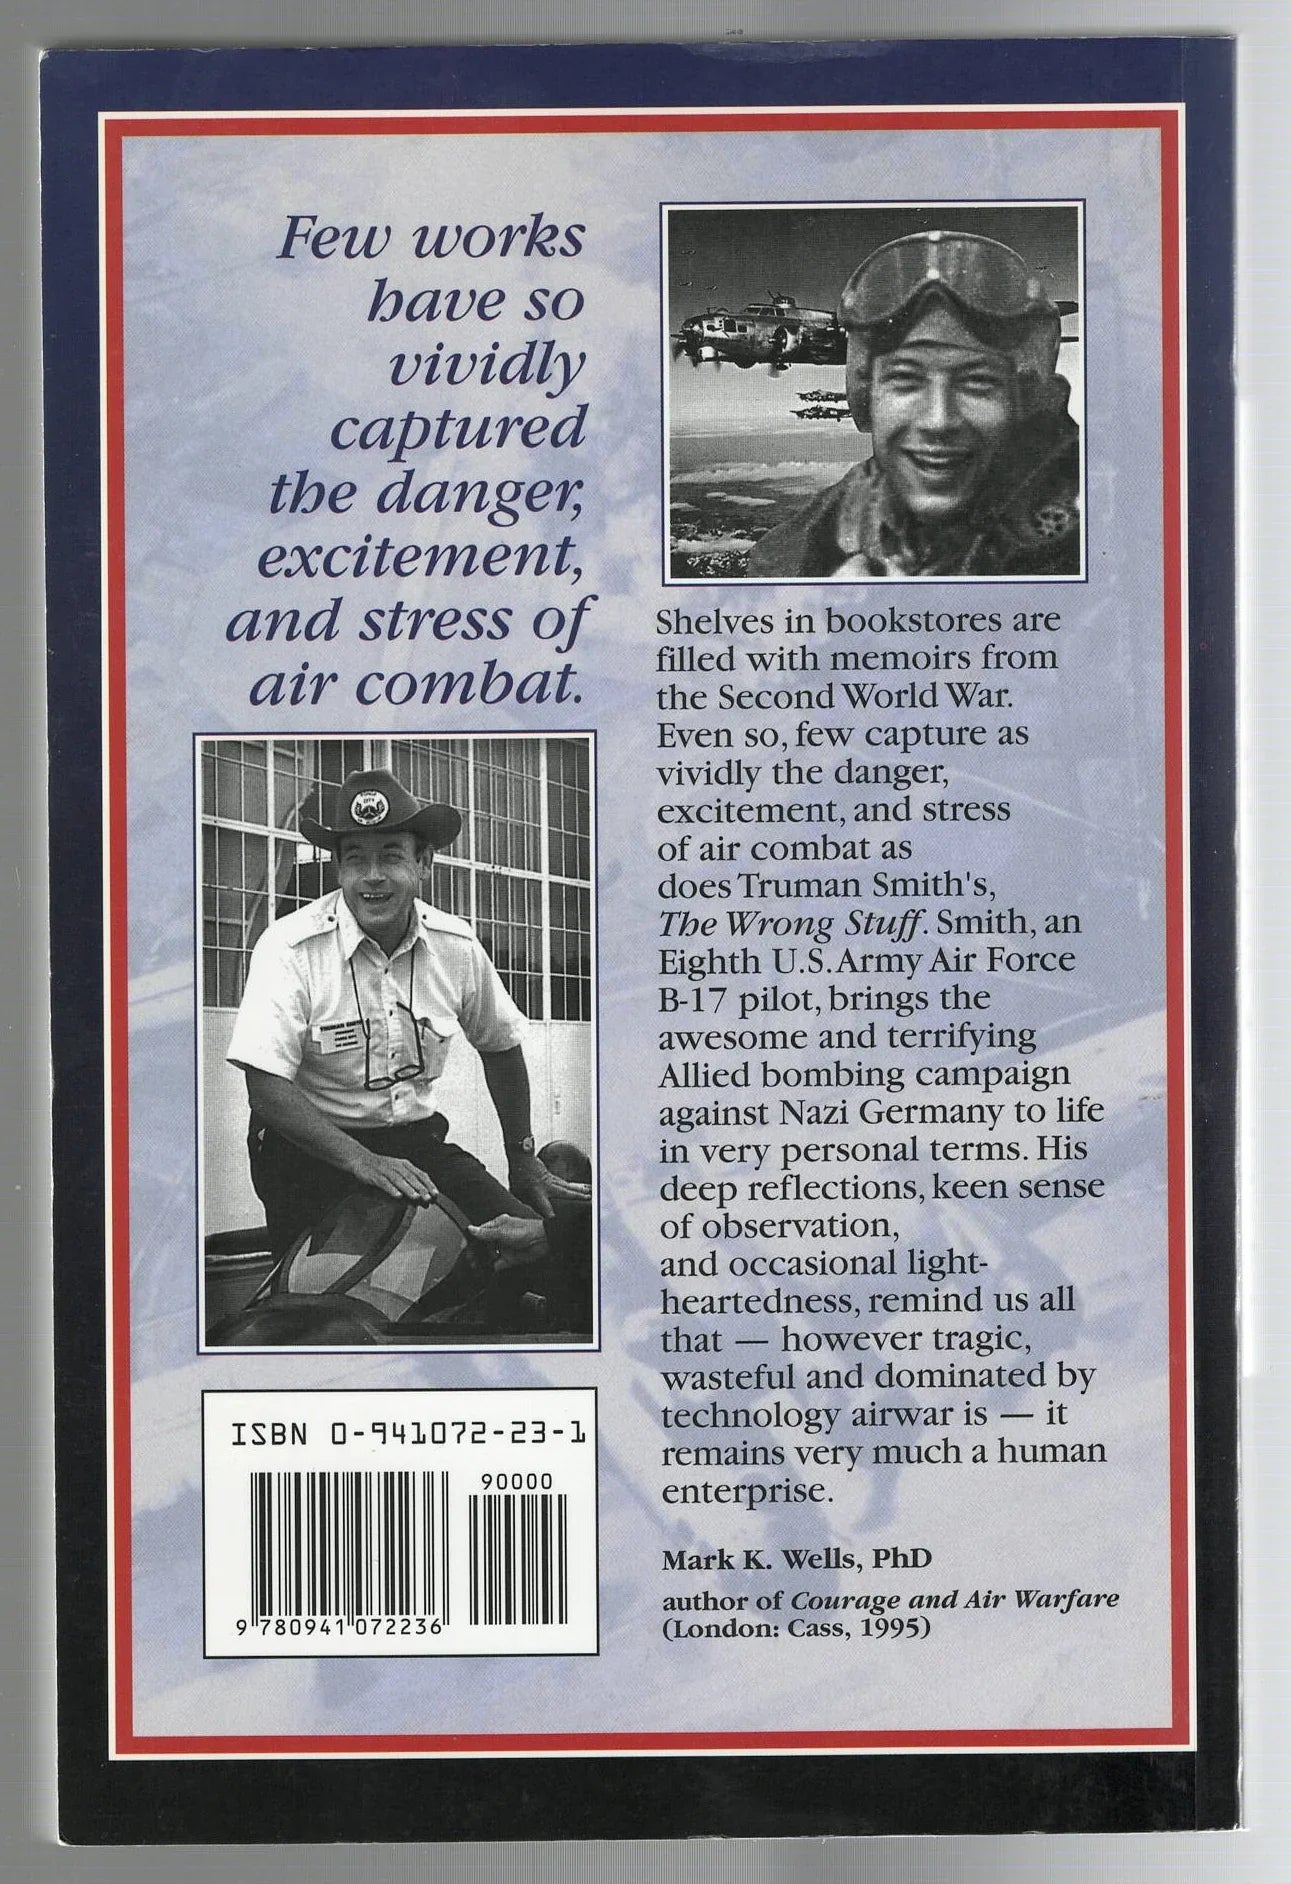 Few works
have so
vividly
captured
the danger,
excitement,
and stress of
air combat.
Shelves in bookstores are
filled with memoirs from
the Second World War.
Even so, few capture as
vividly the danger,
excitement, and stress
of air combat as
does Truman Smith's,
The Wrong Stuff. Smith, an
Eighth U.S. Army Air Force
B-17 pilot, brings the
awesome and terrifying
Allied bombing campaign
against Nazi Germany to life
in very personal terms. His
deep reflections, keen sense
of observation,
and occasional light-
heartedness, remind us all
that — however tragic,
wasteful and dominated by
technology airwar is — it
remains very much a human
enterprise.
Mark K. Wells, PhD
author of Courage and Air Warfare
(London: Cass, 1995)
ISBN 0-941072-23-1
90000
9 780941 072236